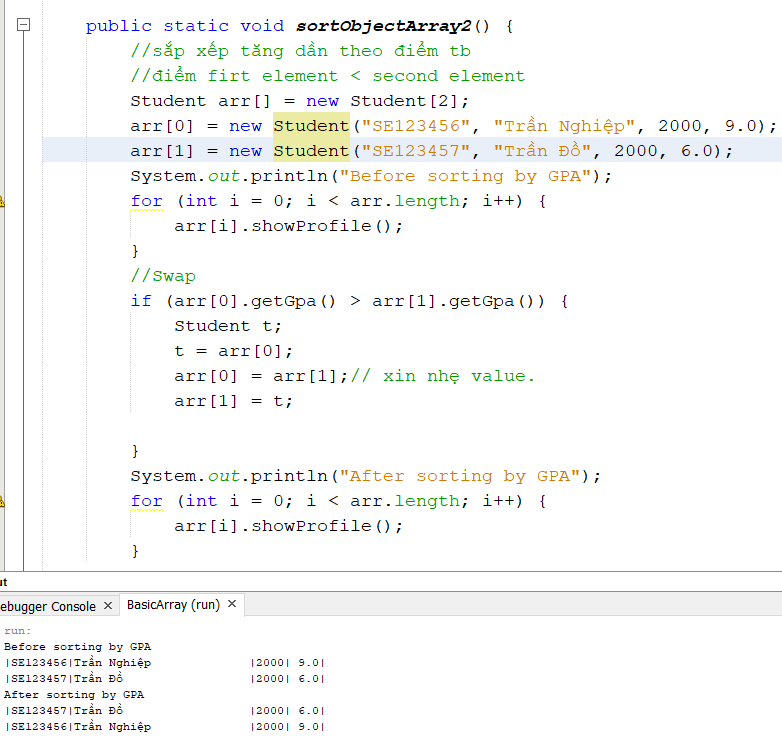 public static void sortObjectArray2() {
//sắp xếp tăng dần theo điểm tb
//điểm firt element < second element
Student arr[] = new Student[2];
arr[0] = new Student("SE123456", "Trần Nghiệp", 2000, 9.0);
arr[1] = new Student("SE123457", "Trần Đồ", 2000, 6.0);
System.out.println("Before sorting by GPA");
for (int i = 0; i < arr.length; i++) {
arr[i].showProfile();
}
//Swap
if (arr[0].getGpa() > arr[1].getGpa()) {
Student t;
t = arr[0];
arr[0] = arr[1];// xin nhẹ value.
arr[1] = t;
}
System.out.println("After sorting by GPA");
for (int i = 0; i < arr.length; i++) {
arr[i].showProfile();
}
ut
ebugger Console × BasicArray (run) ×
run:
Before sorting by GPA
|SE123456|Trần Nghiệp |2000| 9.0|
|SE123457|Trần Đồ |2000| 6.0|
After sorting by GPA
|SE123457|Trần Đồ |2000| 6.0|
|SE123456|Trần Nghiệp |2000| 9.0|